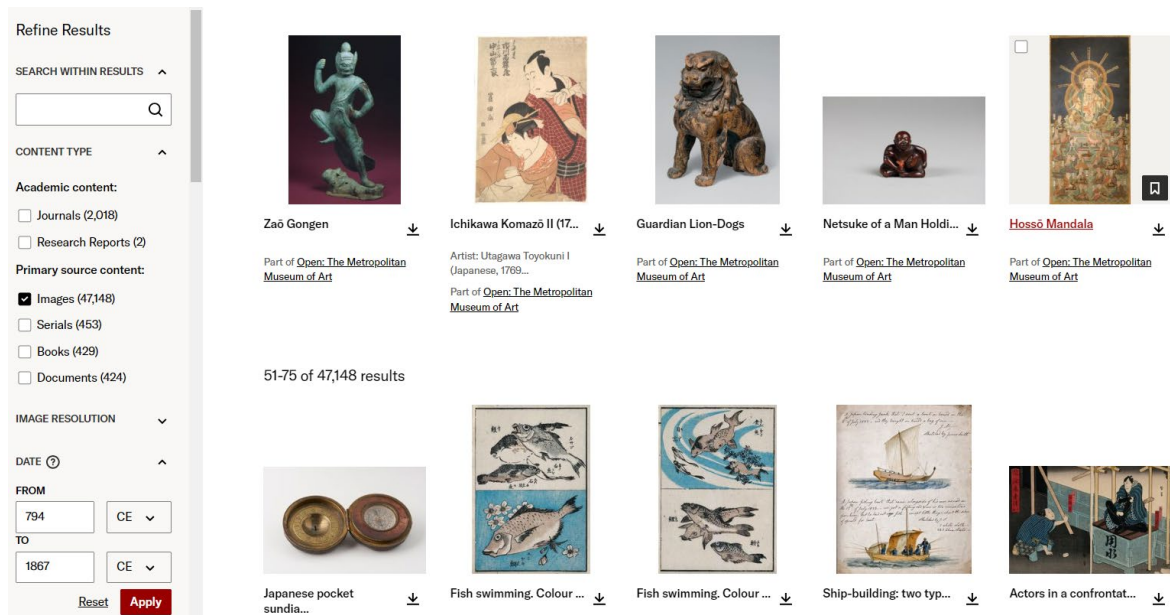 Refine Results
SEARCH WITHIN RESULTS
CONTENT TYPE
Academic content:
Journals (2,018)
Research Reports (2)
Primary source content:
Images (47,148)
Serials (453)
Books (429)
Documents (424)
IMAGE RESOLUTION
DATE ?
FROM
794 CE
TO
1867 CE
Reset Apply
Zaō Gongen
Part of Open: The Metropolitan
Museum of Art
Ichikawa Komazō II (17...
Artist: Utagawa Toyokuni I
(Japanese, 1769...
Part of Open: The Metropolitan
Museum of Art
Guardian Lion-Dogs
Part of Open: The Metropolitan
Museum of Art
Netsuke of a Man Holdi...
Part of Open: The Metropolitan
Museum of Art
Hossō Mandala
Part of Open: The Metropolitan
Museum of Art
51-75 of 47,148 results
Japanese pocket
sundia...
Fish swimming. Colour ...
Fish swimming. Colour ...
Ship-building: two typ...
Actors in a confrontat...